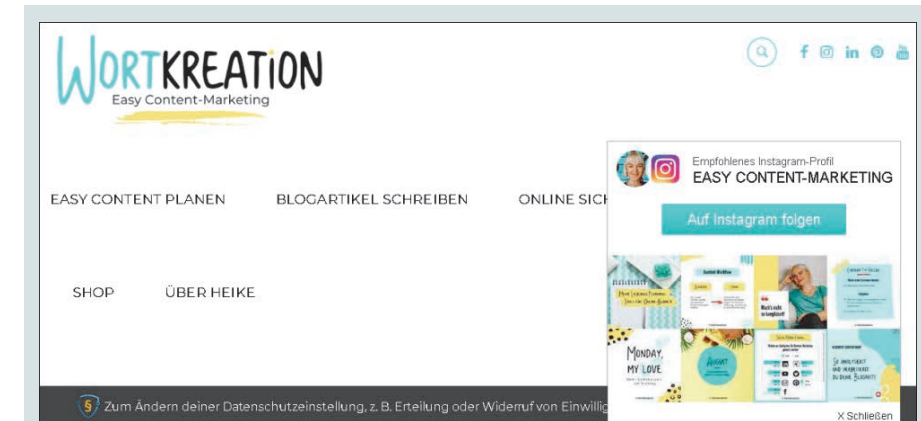 WORTKREATION
Easy Content-Marketing
EASY CONTENT PLANEN
BLOGARTIKEL SCHREIBEN
ONLINE SICH
SHOP
ÜBER HEIKE
Empfohlenes Instagram-Profil
EASY CONTENT-MARKETING
Auf Instagram folgen
MONDAY,
MY LOVE
AUGUST
X Schließen
Zum Ändern deiner Datenschutzeinstellung, z. B. Erteilung oder Widerruf von Einwillig